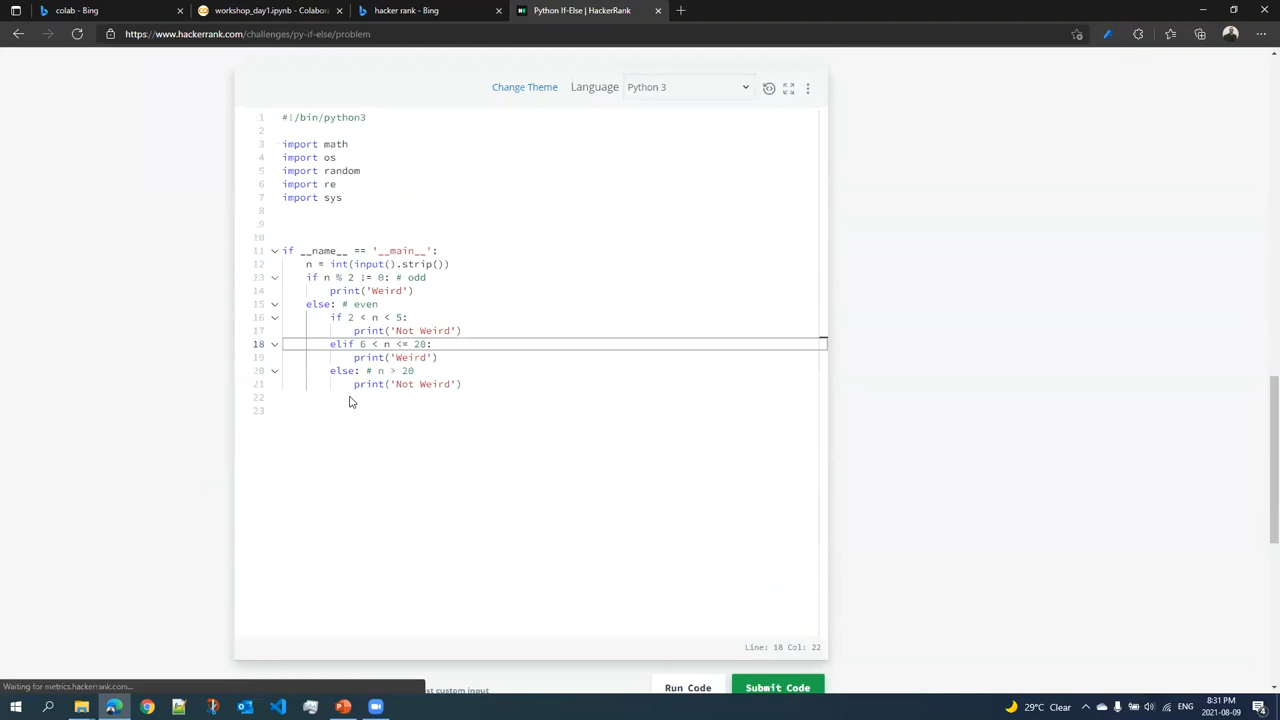 colab - Bing
workshop_day1.ipynb - Colabora
hacker rank - Bing
Python If-Else | HackerRank
https://www.hackerrank.com/challenges/py-if-else/problem
Change Theme Language Python 3
1 #!/bin/python3
2
3 import math
4 import os
5 import random
6 import re
7 import sys
8
9
10
11 if __name__ == '__main__':
12 n = int(input().strip())
13 if n % 2 != 0: # odd
14 print('Weird')
15 else: # even
16 if 2 < n < 5:
17 print('Not Weird')
18 elif 6 < n <= 20:
19 print('Weird')
20 else: # n > 20
21 print('Not Weird')
22
23
Line: 18 Col: 22
Waiting for metrics.hackerrank.com...
st custom input
Run Code
Submit Code
29°C Clear
ENG
8:31 PM
2021-08-09
4